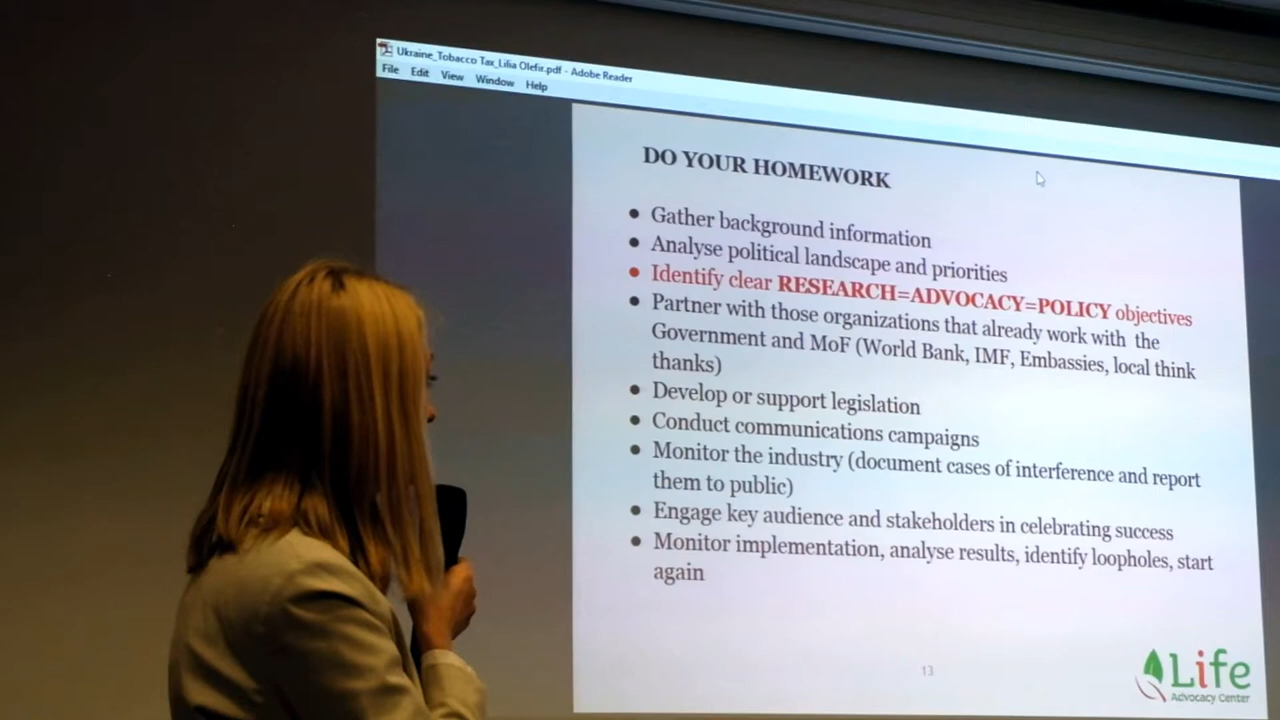 Ukraine_Tobacco Tax_Lilia Olefir.pdf - Adobe Reader
File Edit View Window Help
DO YOUR HOMEWORK
• Gather background information
• Analyse political landscape and priorities
• Identify clear RESEARCH=ADVOCACY=POLICY objectives
• Partner with those organizations that already work with the
Government and MoF (World Bank, IMF, Embassies, local think
thanks)
• Develop or support legislation
• Conduct communications campaigns
• Monitor the industry (document cases of interference and report
them to public)
• Engage key audience and stakeholders in celebrating success
• Monitor implementation, analyse results, identify loopholes, start
again
13
Life
Advocacy Center